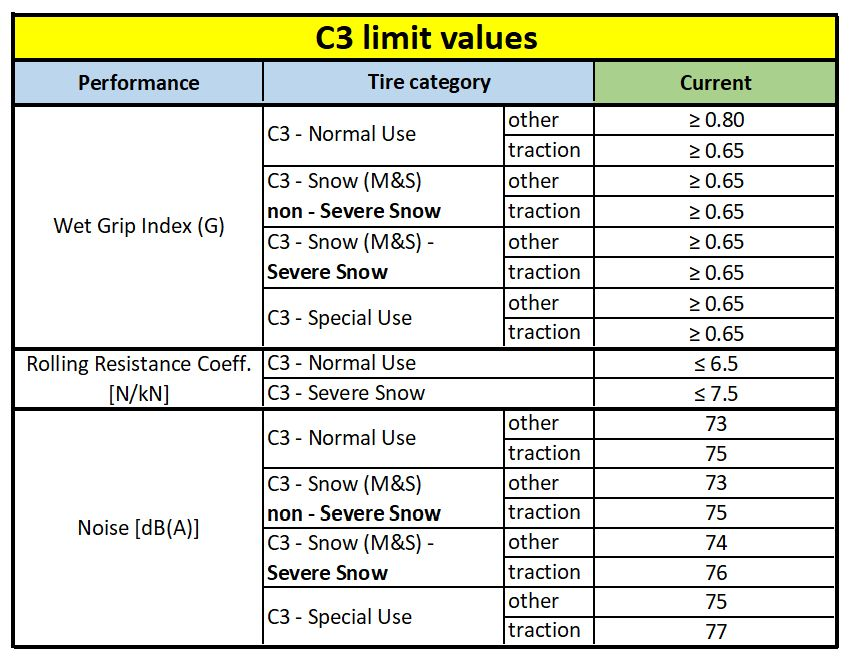 C3 limit values
Performance Tire category Current
Wet Grip Index (G)
C3 - Normal Use
other ≥ 0.80
traction ≥ 0.65
C3 - Snow (M&S)
non - Severe Snow
other ≥ 0.65
traction ≥ 0.65
C3 - Snow (M&S) -
Severe Snow
other ≥ 0.65
traction ≥ 0.65
C3 - Special Use
other ≥ 0.65
traction ≥ 0.65
Rolling Resistance Coeff.
[N/kN]
C3 - Normal Use ≤ 6.5
C3 - Severe Snow ≤ 7.5
Noise [dB(A)]
C3 - Normal Use
other 73
traction 75
C3 - Snow (M&S)
non - Severe Snow
other 73
traction 75
C3 - Snow (M&S) -
Severe Snow
other 74
traction 76
C3 - Special Use
other 75
traction 77